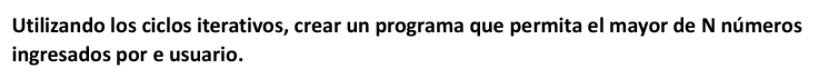 Utilizando los ciclos iterativos, crear un programa que permita el mayor de N números
ingresados por e usuario.